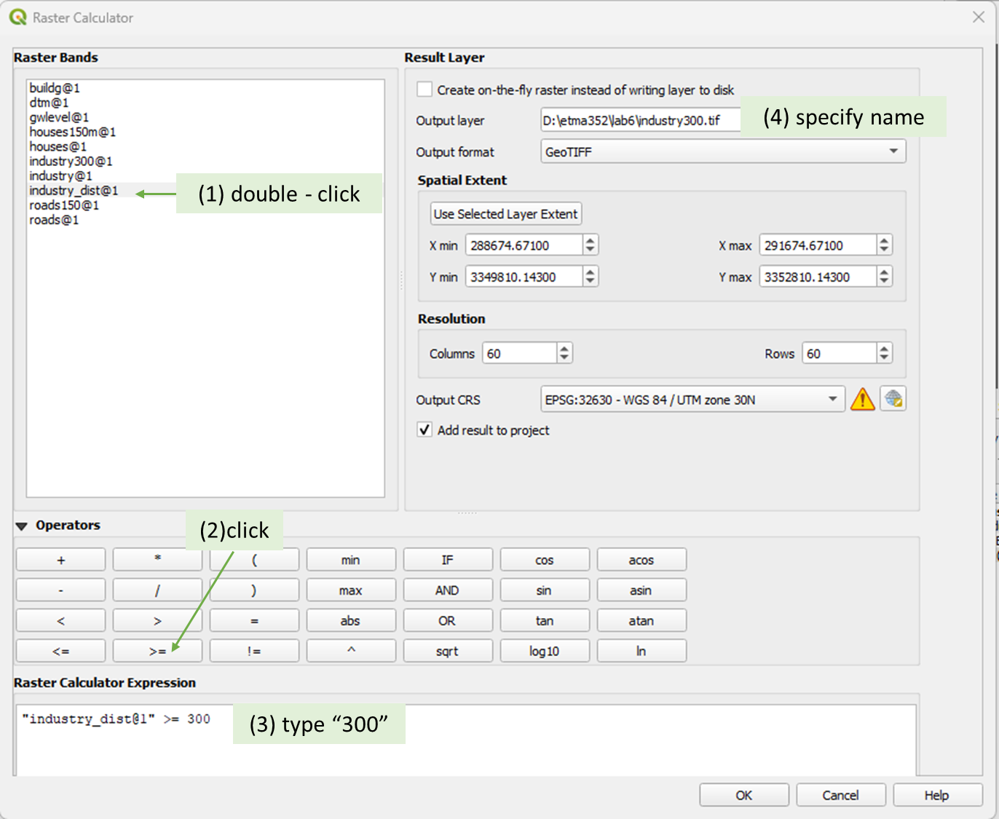 Raster Calculator
Raster Bands
buildg@1
dtm@1
gwlevel@1
houses150m@1
houses@1
industry300@1
industry@1
industry_dist@1
roads150@1
roads@1
(1) double - click
Result Layer
Create on-the-fly raster instead of writing layer to disk
Output layer D:\etma352\lab6\industry300.tif
(4) specify name
Output format GeoTIFF
Spatial Extent
Use Selected Layer Extent
X min 288674.67100 X max 291674.67100
Y min 3349810.14300 Y max 3352810.14300
Resolution
Columns 60 Rows 60
Output CRS EPSG:32630 - WGS 84 / UTM zone 30N
Add result to project
Operators
(2)click
+ * ( min IF cos acos
- / ) max AND sin asin
< > = abs OR tan atan
<= >= != ^ sqrt log10 ln
Raster Calculator Expression
"industry_dist@1" >= 300
(3) type “300”
OK Cancel Help